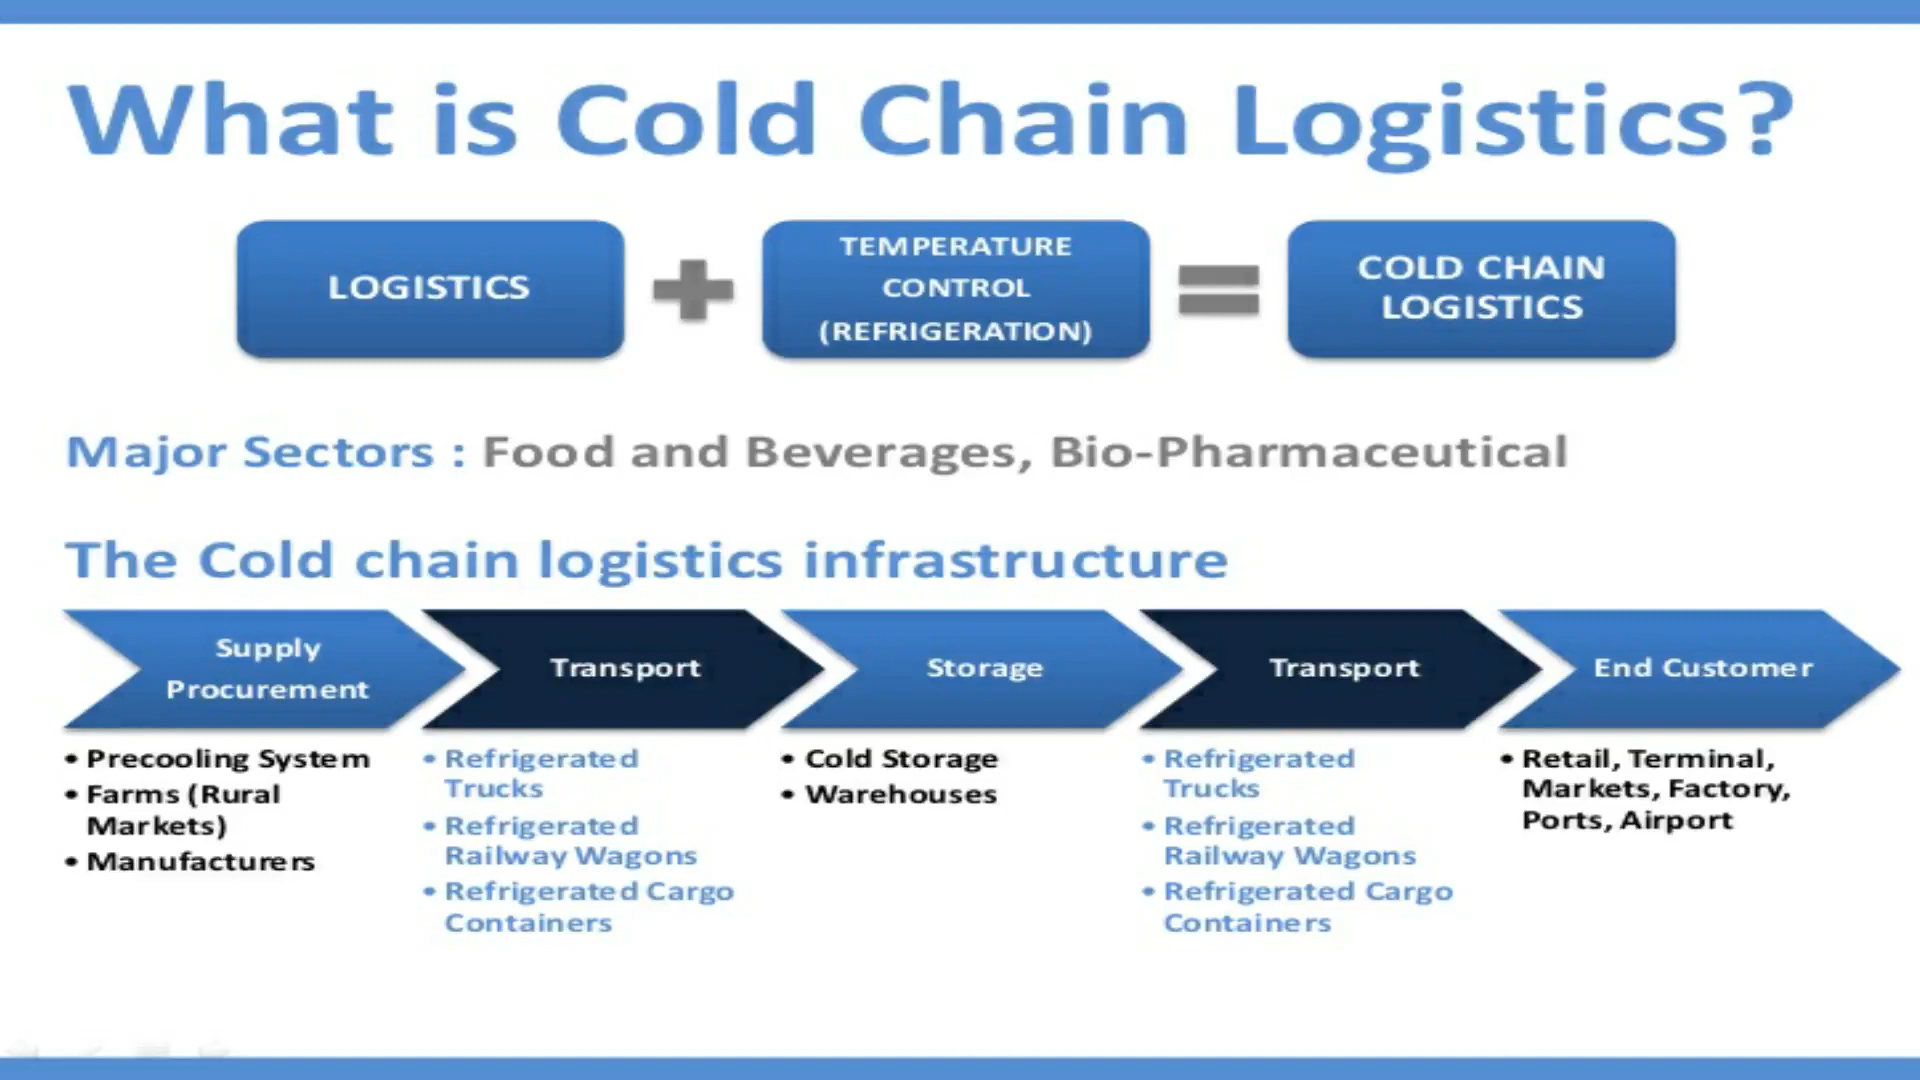 What is Cold Chain Logistics?
LOGISTICS
TEMPERATURE
CONTROL
(REFRIGERATION)
COLD CHAIN
LOGISTICS
Major Sectors : Food and Beverages, Bio-Pharmaceutical
The Cold chain logistics infrastructure
Supply
Procurement
• Precooling System
• Farms (Rural
Markets)
• Manufacturers
Transport
• Refrigerated
Trucks
• Refrigerated
Railway Wagons
• Refrigerated Cargo
Containers
Storage
• Cold Storage
• Warehouses
Transport
• Refrigerated
Trucks
• Refrigerated
Railway Wagons
• Refrigerated Cargo
Containers
End Customer
• Retail, Terminal,
Markets, Factory,
Ports, Airport